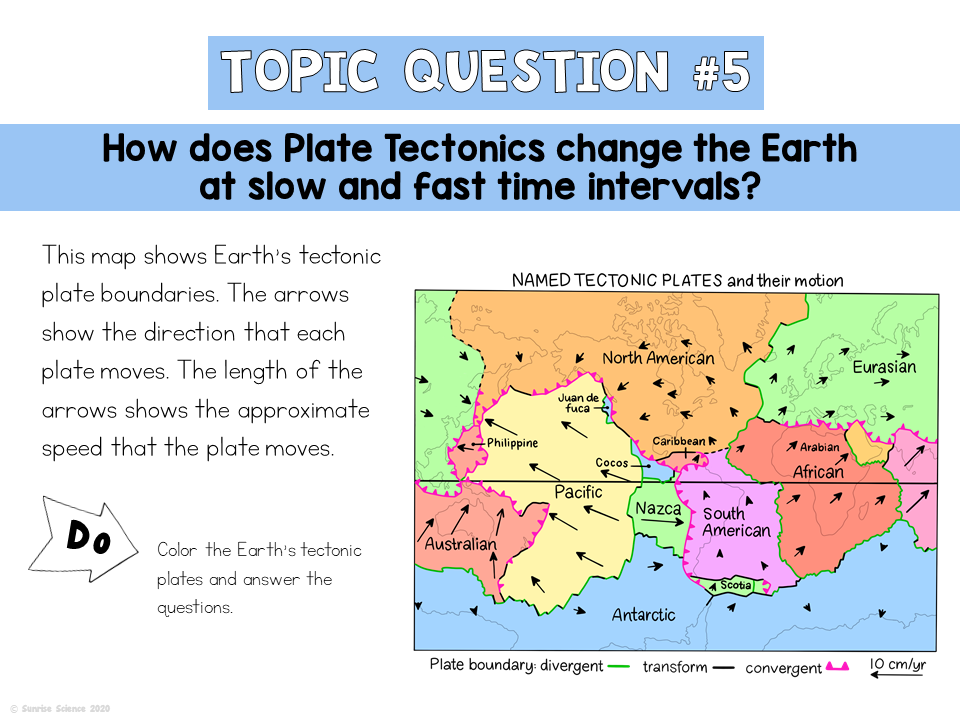 TOPIC QUESTION #5
How does Plate Tectonics change the Earth
at slow and fast time intervals?
This map shows Earth's tectonic
plate boundaries. The arrows
show the direction that each
plate moves. The length of the
arrows shows the approximate
speed that the plate moves.
Do
Color the Earth's tectonic
plates and answer the
questions.
NAMED TECTONIC PLATES and their motion
North American
Eurasian
Juan de
fuca
Philippine
Caribbean
Arabian
Cocos
African
Pacific
Nazca
South
American
Australian
Scotia
Antarctic
Plate boundary: divergent transform convergent 10 cm/yr
© Sunrise Science 2020